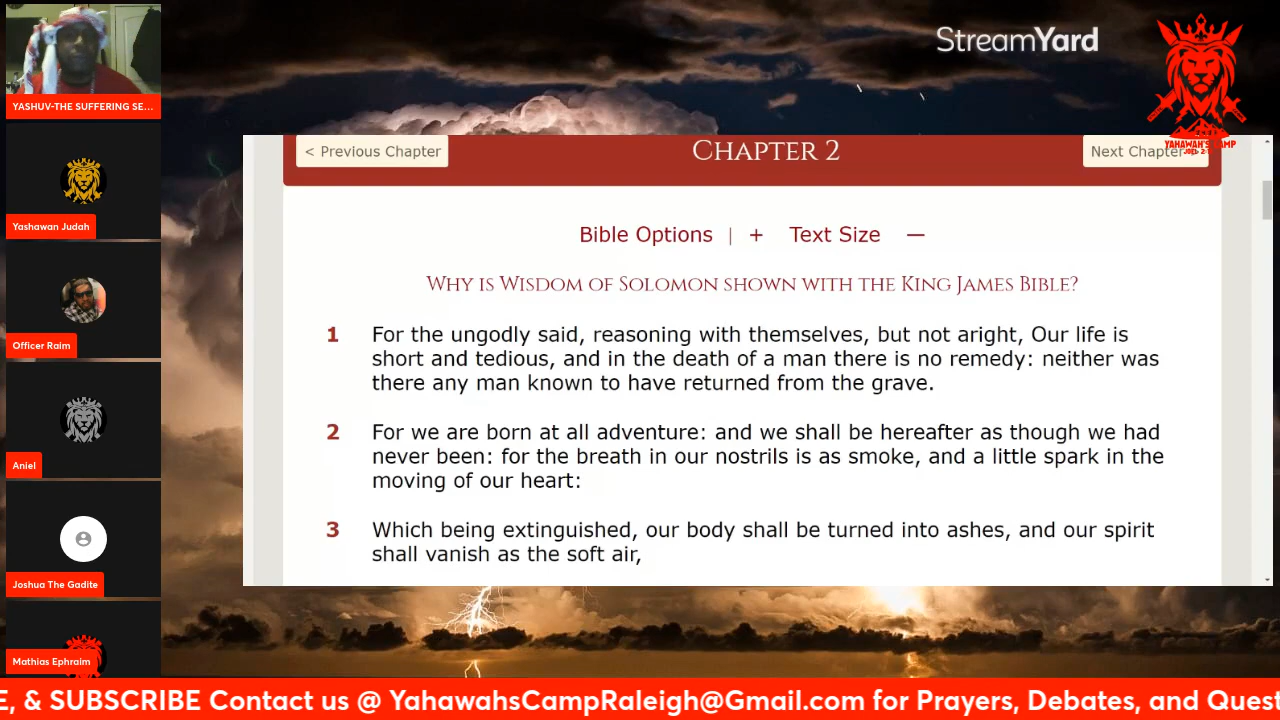 StreamYard
YAHAWAH'S CAMP
YASHUV-THE SUFFERING SE...
Yashawan Judah
Officer Raim
Aniel
Joshua The Gadite
Mathias Ephraim
< Previous Chapter
Chapter 2
Next Chapter
Bible Options | + Text Size —
Why is Wisdom of Solomon shown with the King James Bible?
1 For the ungodly said, reasoning with themselves, but not aright, Our life is
short and tedious, and in the death of a man there is no remedy: neither was
there any man known to have returned from the grave.
2 For we are born at all adventure: and we shall be hereafter as though we had
never been: for the breath in our nostrils is as smoke, and a little spark in the
moving of our heart:
3 Which being extinguished, our body shall be turned into ashes, and our spirit
shall vanish as the soft air,
E, & SUBSCRIBE Contact us @ YahawahsCampRaleigh@Gmail.com for Prayers, Debates, and Quest